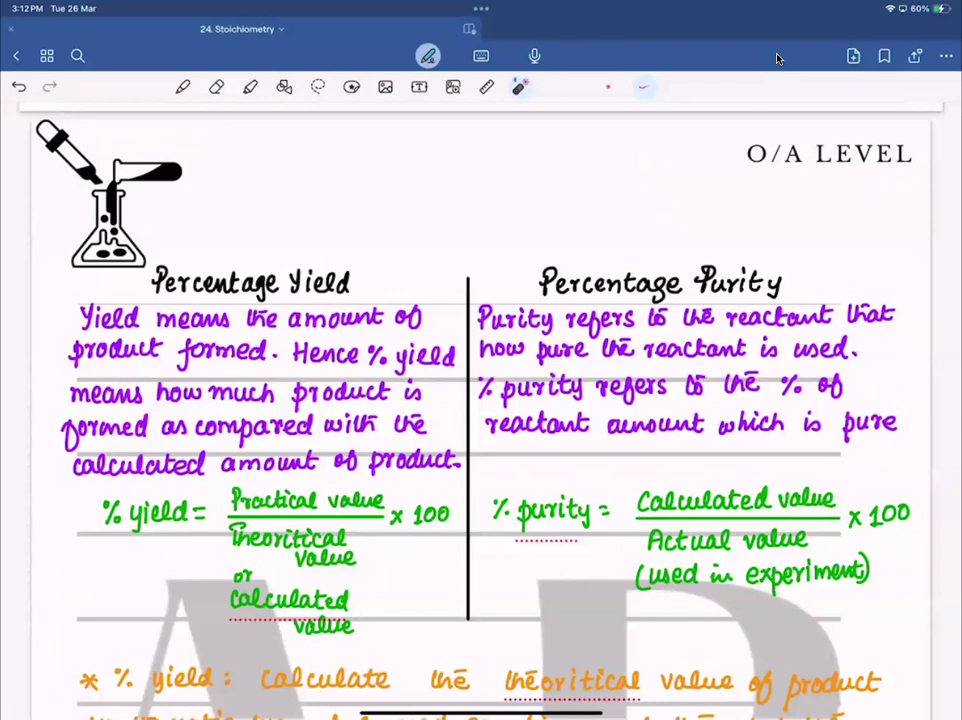 3:12 PM Tue 26 Mar
60%
24. Stoichiometry
O/A LEVEL
Percentage Yield
Yield means the amount of
product formed. Hence % yield
means how much product is
formed as compared with the
calculated amount of product.
% yield = Practical value / Theoritical value × 100
or
calculated
value
Percentage Purity
Purity refers to the reactant that
how pure the reactant is used.
% purity refers to the % of
reactant amount which is pure
% purity = Calculated value / Actual value × 100
(used in experiment)
* % yield: Calculate the theoritical value of product